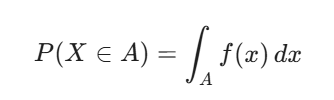 P(X ∈ A) = ∫_A f(x) dx